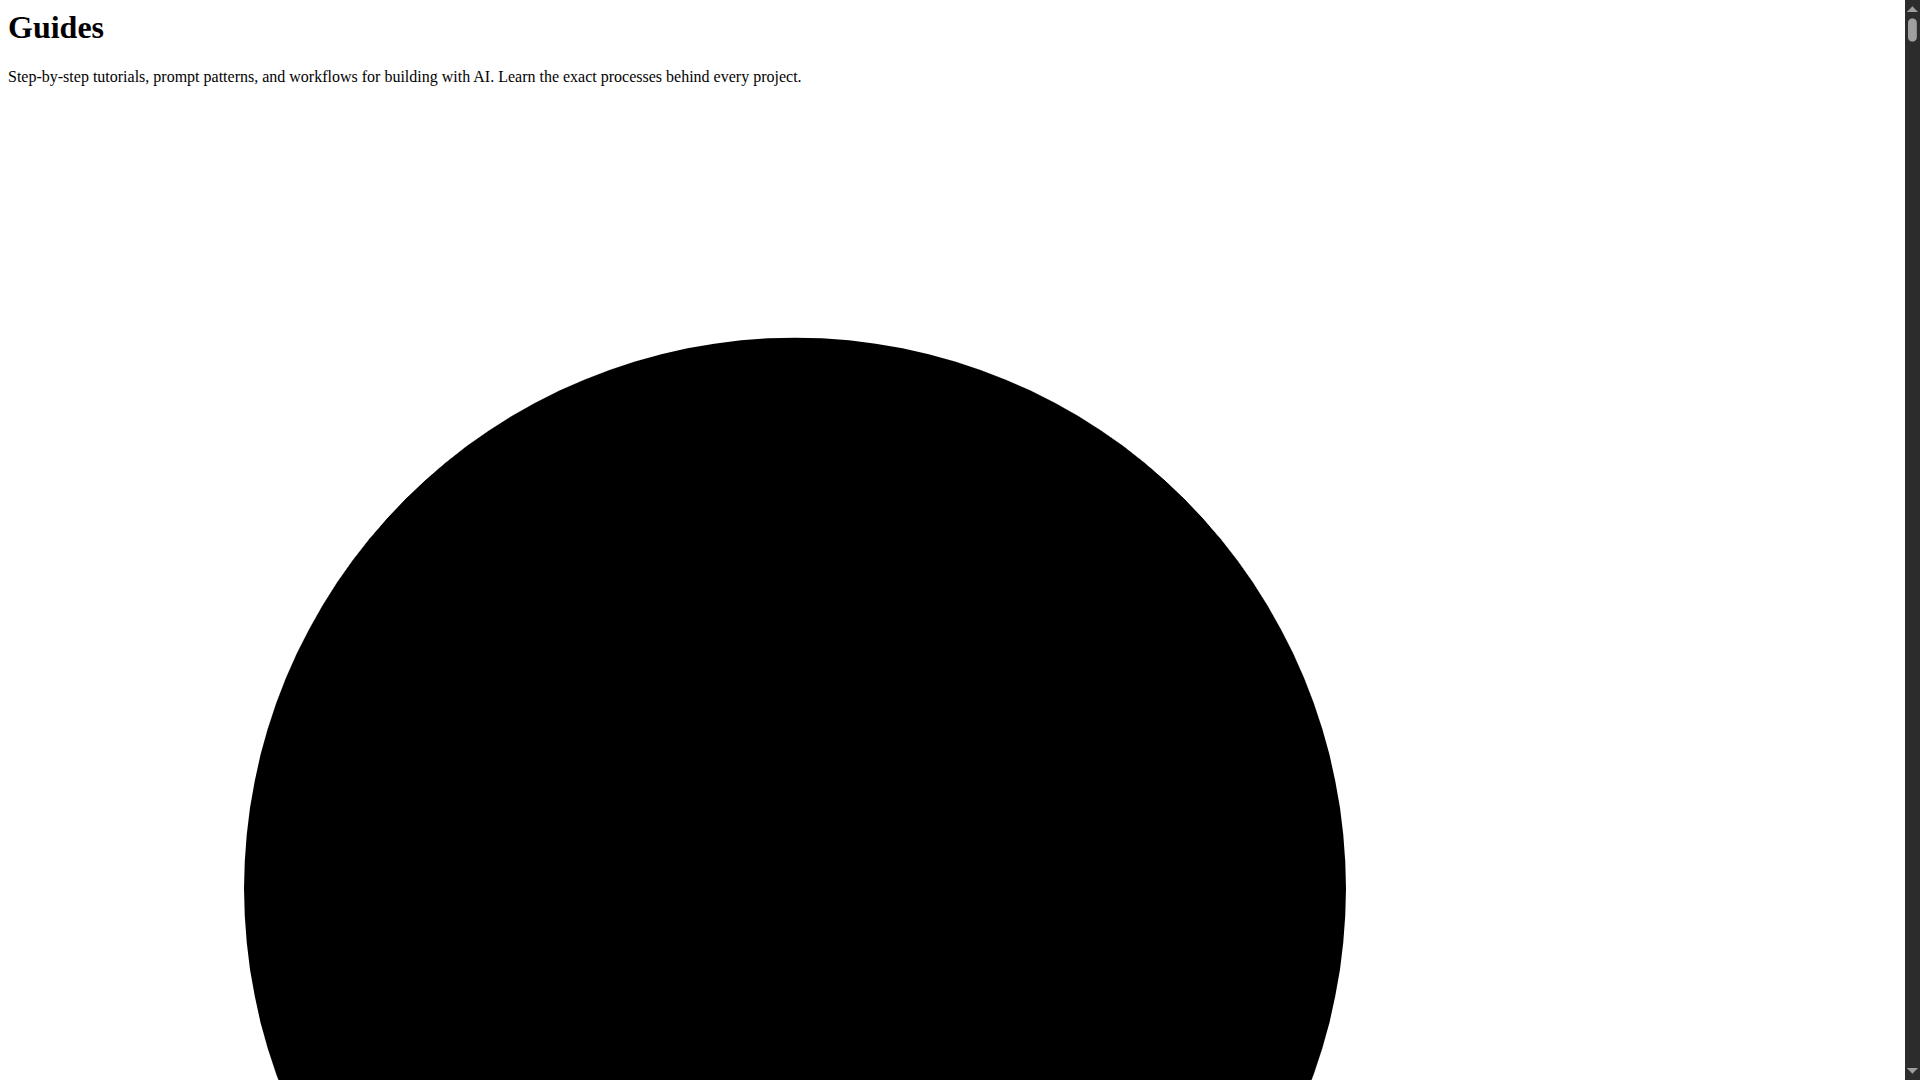 Guides
Step-by-step tutorials, prompt patterns, and workflows for building with AI. Learn the exact processes behind every project.